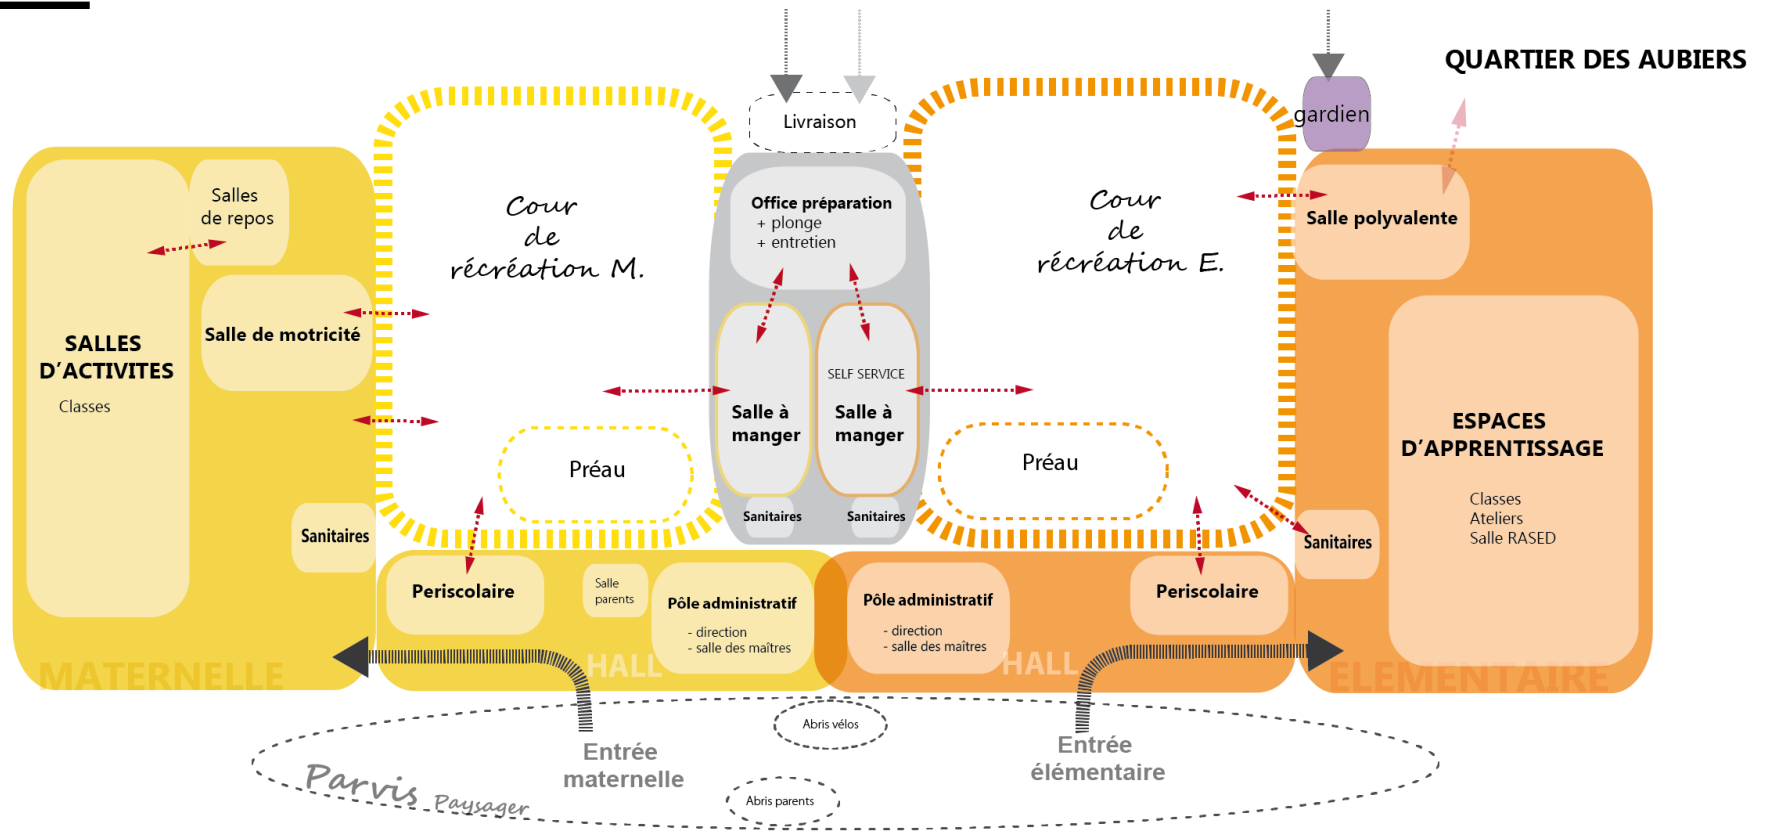 QUARTIER DES AUBIERS
Livraison
gardien
Salles
de repos
Cour
de
récréation M.
Office préparation
+ plonge
+ entretien
Cour
de
récréation E.
Salle polyvalente
SALLES
D’ACTIVITES
Classes
Salle de motricité
SELF SERVICE
Salle à
manger
Salle à
manger
ESPACES
D’APPRENTISSAGE
Classes
Ateliers
Salle RASED
Préau
Préau
Sanitaires
Sanitaires
Sanitaires
Sanitaires
Periscolaire
Salle
parents
Pôle administratif
- direction
- salle des maîtres
Pôle administratif
- direction
- salle des maîtres
Periscolaire
MATERNELLE
HALL
HALL
ELEMENTAIRE
Abris vélos
Entrée
maternelle
Entrée
élémentaire
Parvis Paysager
Abris parents